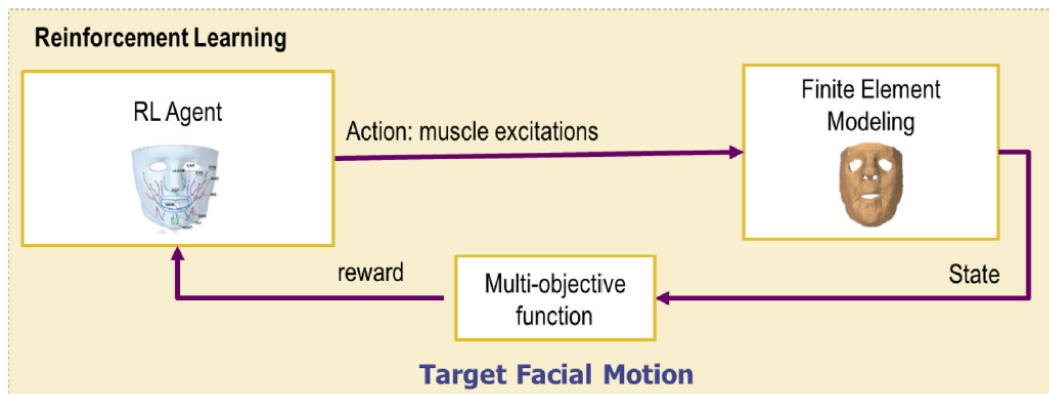 Reinforcement Learning
RL Agent
Action: muscle excitations
Finite Element
Modeling
reward
Multi-objective
function
State
Target Facial Motion